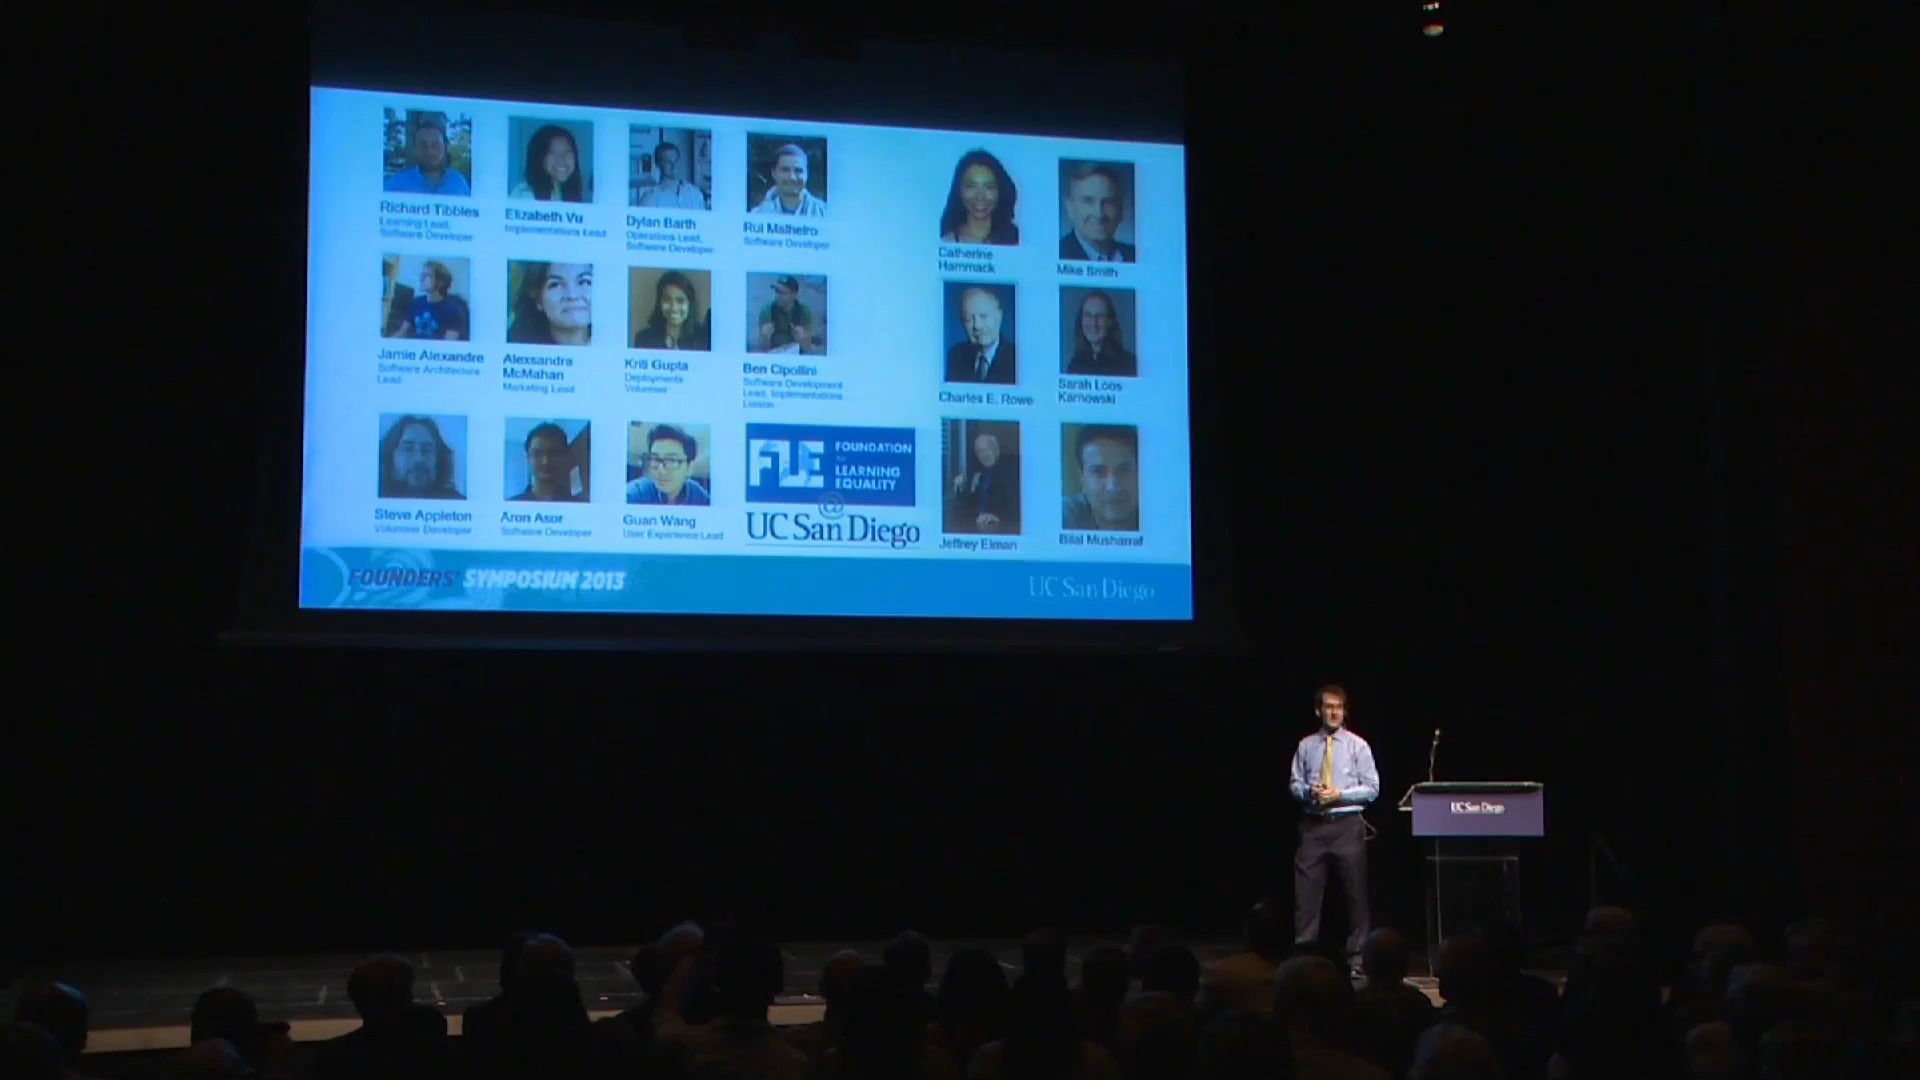 Richard Tibbles
Learning Lead,
Software Developer
Elizabeth Vu
Implementations Lead
Dylan Barth
Operations Lead,
Software Developer
Rui Malheiro
Software Developer
Catherine
Hammack
Mike Smith
Jamie Alexandre
Software Architecture
Lead
Alexsandra
McMahan
Marketing Lead
Kriti Gupta
Deployments
Volunteer
Ben Cipollini
Software Development
Lead, Implementations
Liaison
Charles E. Rowe
Sarah Loos
Karnowski
Steve Appleton
Volunteer Developer
Aron Asor
Software Developer
Guan Wang
User Experience Lead
FLE
FOUNDATION
LEARNING
EQUALITY
@
UC San Diego
Jeffrey Elman
Bilal Musharraf
FOUNDERS' SYMPOSIUM 2013
UC San Diego
UC San Diego